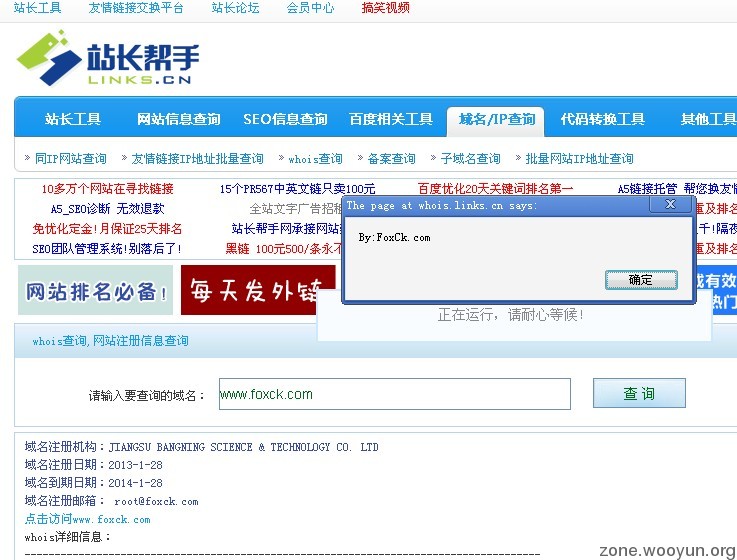 站长工具 友情链接交换平台 站长论坛 会员中心 搞笑视频
站长帮手
LINKS.CN
站长工具 网站信息查询 SEO信息查询 百度相关工具 域名/IP查询 代码转换工具 其他工具
» 同IP网站查询 » 友情链接IP地址批量查询 » whois查询 » 备案查询 » 子域名查询 » 批量网站IP地址查询
10多万个网站在寻找链接 15个PR567中英文链只卖100元 百度优化20天关键词排名第一 A5链接托管 帮您换友情
A5_SEO诊断 无效退款 全站文字广告招租 重及排名
免优化定金!月保证25天排名 站长帮手网承接网站 千!隔夜
SEO团队管理系统!别落后了! 黑链 100元500/条永不 重及排名
The page at whois.links.cn says:
By:FoxCk.com
确定
网站排名必备! 每天发外链 或有效
热门
正在运行, 请耐心等候!
whois查询,网站注册信息查询
请输入要查询的域名: www.foxck.com 查 询
域名注册机构:JIANGSU BANGNING SCIENCE & TECHNOLOGY CO. LTD
域名注册日期:2013-1-28
域名到期日期:2014-1-28
域名注册邮箱: root@foxck.com
点击访问www.foxck.com
whois详细信息:
zone.wooyun.org